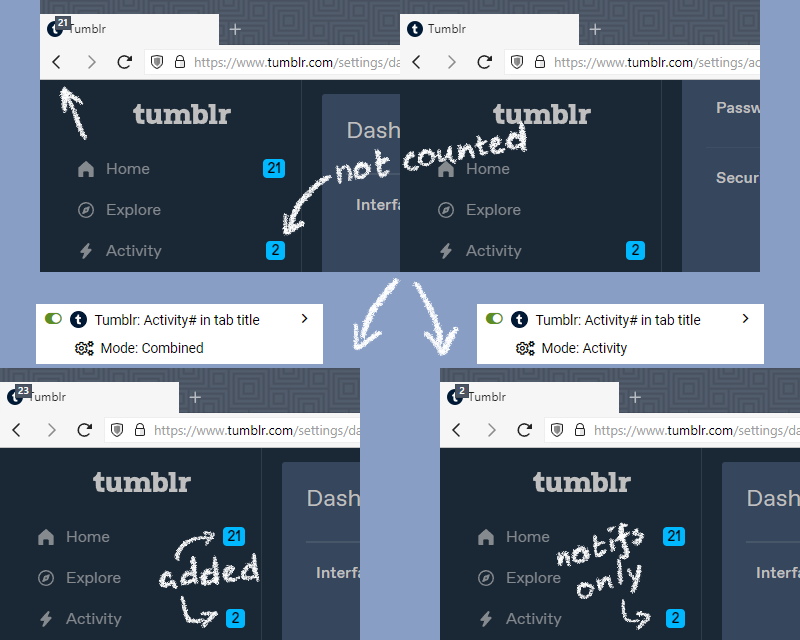 21
Tumblr
https://www.tumblr.com/settings/da
tumblr
Dash
Home
21
Interfa
Explore
Activity
2
not counted
Tumblr
https://www.tumblr.com/settings/ac
tumblr
Passw
Home
Secur
Explore
Activity
2
Tumblr: Activity# in tab title
Mode: Combined
Tumblr: Activity# in tab title
Mode: Activity
23
Tumblr
https://www.tumblr.com/settings/da
tumblr
Dash
Home
21
Explore
Interfa
Activity
2
added
2
Tumblr
https://www.tumblr.com/settings/da
tumblr
Dash
Home
21
Explore
Interfa
Activity
2
notifs
only